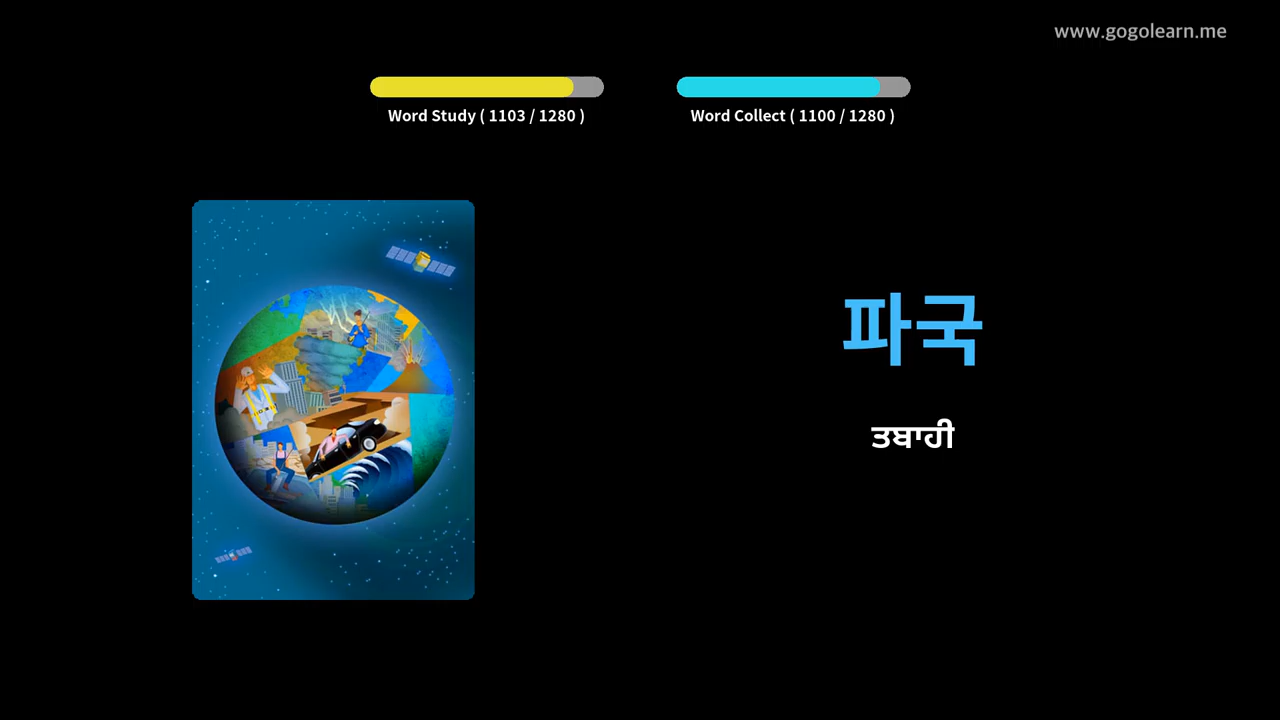 www.gogolearn.me
Word Study ( 1103 / 1280 )
Word Collect ( 1100 / 1280 )
파국
ਤਬਾਹੀ